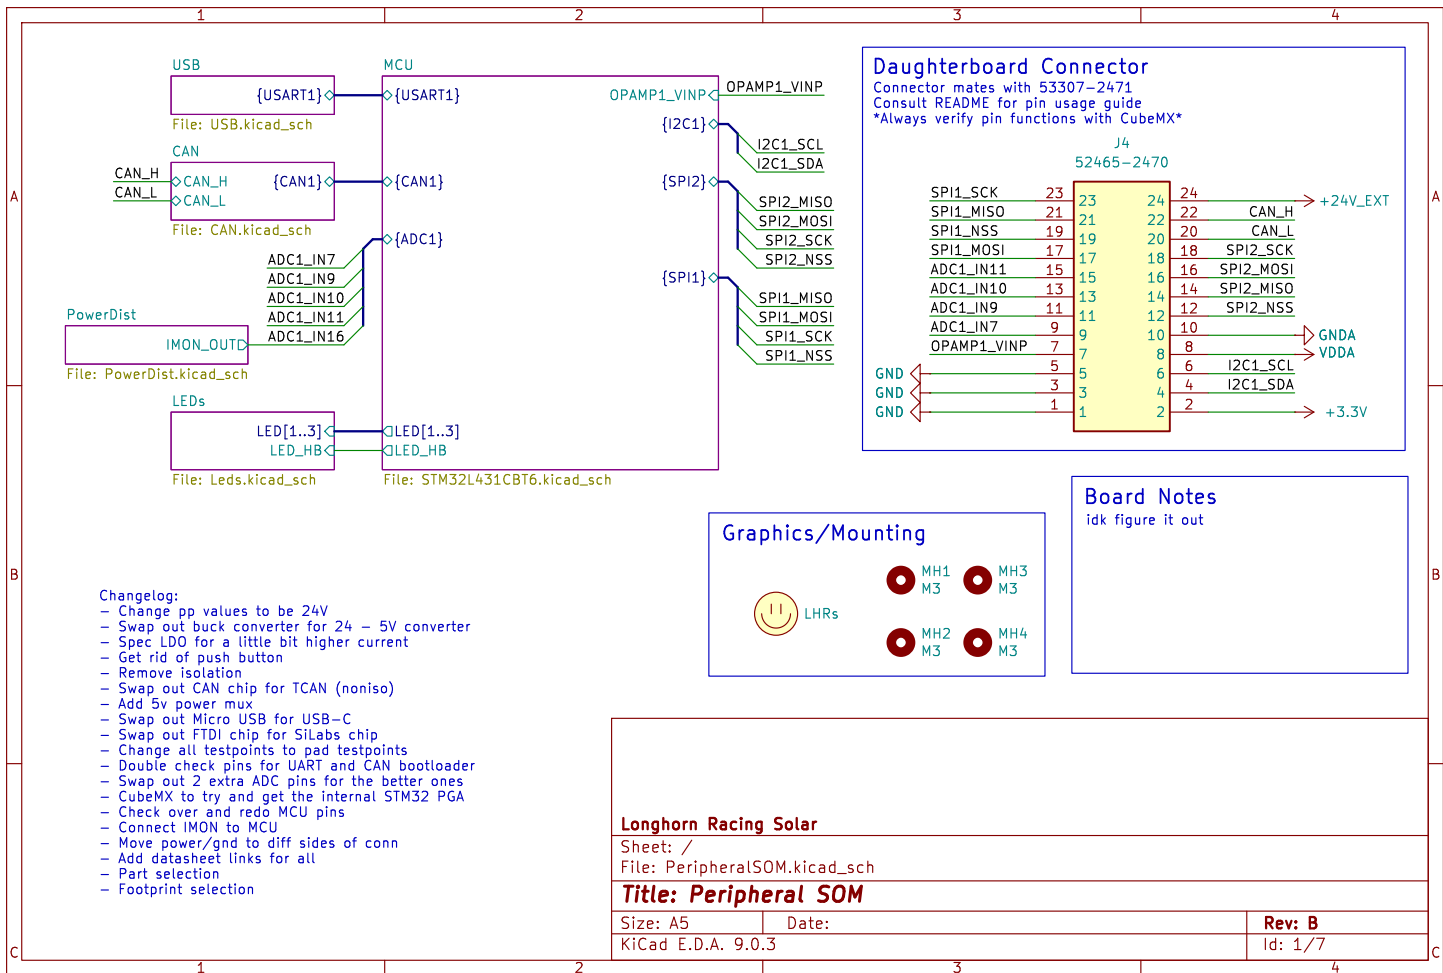 1 2 3 4
A
B
C
A
B
C
1 2 3 4
USB
{USART1}
File: USB.kicad_sch
CAN
CAN_H
CAN_L
CAN_H
CAN_L
{CAN1}
File: CAN.kicad_sch
ADC1_IN7
ADC1_IN9
ADC1_IN10
ADC1_IN11
ADC1_IN16
PowerDist
IMON_OUT
File: PowerDist.kicad_sch
LEDs
LED[1..3]
LED_HB
File: Leds.kicad_sch
MCU
{USART1}
{CAN1}
{ADC1}
LED[1..3]
LED_HB
OPAMP1_VINP
{I2C1}
{SPI2}
{SPI1}
File: STM32L431CBT6.kicad_sch
OPAMP1_VINP
I2C1_SCL
I2C1_SDA
SPI2_MISO
SPI2_MOSI
SPI2_SCK
SPI2_NSS
SPI1_MISO
SPI1_MOSI
SPI1_SCK
SPI1_NSS
Daughterboard Connector
Connector mates with 53307-2471
Consult README for pin usage guide
*Always verify pin functions with CubeMX*
J4
52465-2470
SPI1_SCK 23 23 24 24 +24V_EXT
SPI1_MISO 21 21 22 22 CAN_H
SPI1_NSS 19 19 20 20 CAN_L
SPI1_MOSI 17 17 18 18 SPI2_SCK
ADC1_IN11 15 15 16 16 SPI2_MOSI
ADC1_IN10 13 13 14 14 SPI2_MISO
ADC1_IN9 11 11 12 12 SPI2_NSS
ADC1_IN7 9 9 10 10 GNDA
OPAMP1_VINP 7 7 8 8 VDDA
GND 5 5 6 6 I2C1_SCL
GND 3 3 4 4 I2C1_SDA
GND 1 1 2 2 +3.3V
Graphics/Mounting
LHRs
MH1
M3
MH3
M3
MH2
M3
MH4
M3
Board Notes
idk figure it out
Changelog:
- Change pp values to be 24V
- Swap out buck converter for 24 - 5V converter
- Spec LDO for a little bit higher current
- Get rid of push button
- Remove isolation
- Swap out CAN chip for TCAN (noniso)
- Add 5v power mux
- Swap out Micro USB for USB-C
- Swap out FTDI chip for SiLabs chip
- Change all testpoints to pad testpoints
- Double check pins for UART and CAN bootloader
- Swap out 2 extra ADC pins for the better ones
- CubeMX to try and get the internal STM32 PGA
- Check over and redo MCU pins
- Connect IMON to MCU
- Move power/gnd to diff sides of conn
- Add datasheet links for all
- Part selection
- Footprint selection
Longhorn Racing Solar
Sheet: /
File: PeripheralSOM.kicad_sch
Title: Peripheral SOM
Size: A5 Date: Rev: B
KiCad E.D.A. 9.0.3 Id: 1/7